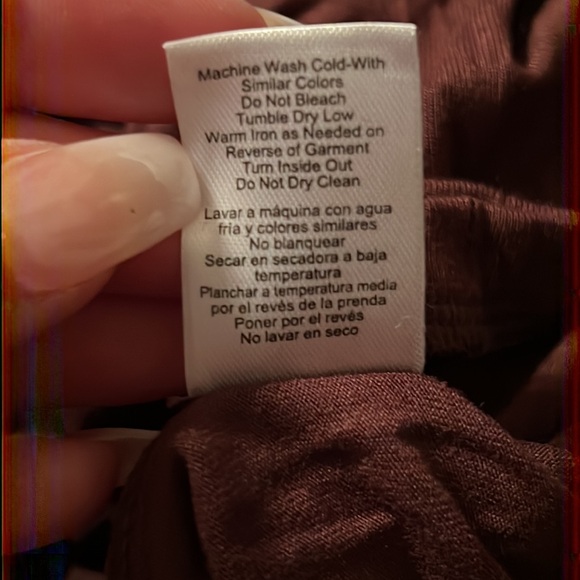 Machine Wash Cold-With
Similar Colors
Do Not Bleach
Tumble Dry Low
Warm Iron as Needed on
Reverse of Garment
Turn Inside Out
Do Not Dry Clean
Lavar a máquina con agua
fria y colores similares
No blanquear
Secar en secadora a baja
temperatura
Planchar a temperatura media
por el revés de la prenda
Poner por el revés
No lavar en seco